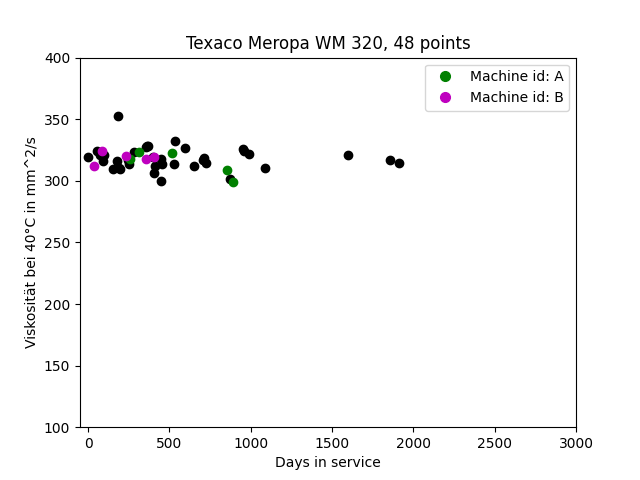 Texaco Meropa WM 320, 48 points
Machine id: A
Machine id: B
400
350
300
250
200
150
100
Viskosität bei 40°C in mm^2/s
0
500
1000
1500
2000
2500
3000
Days in service